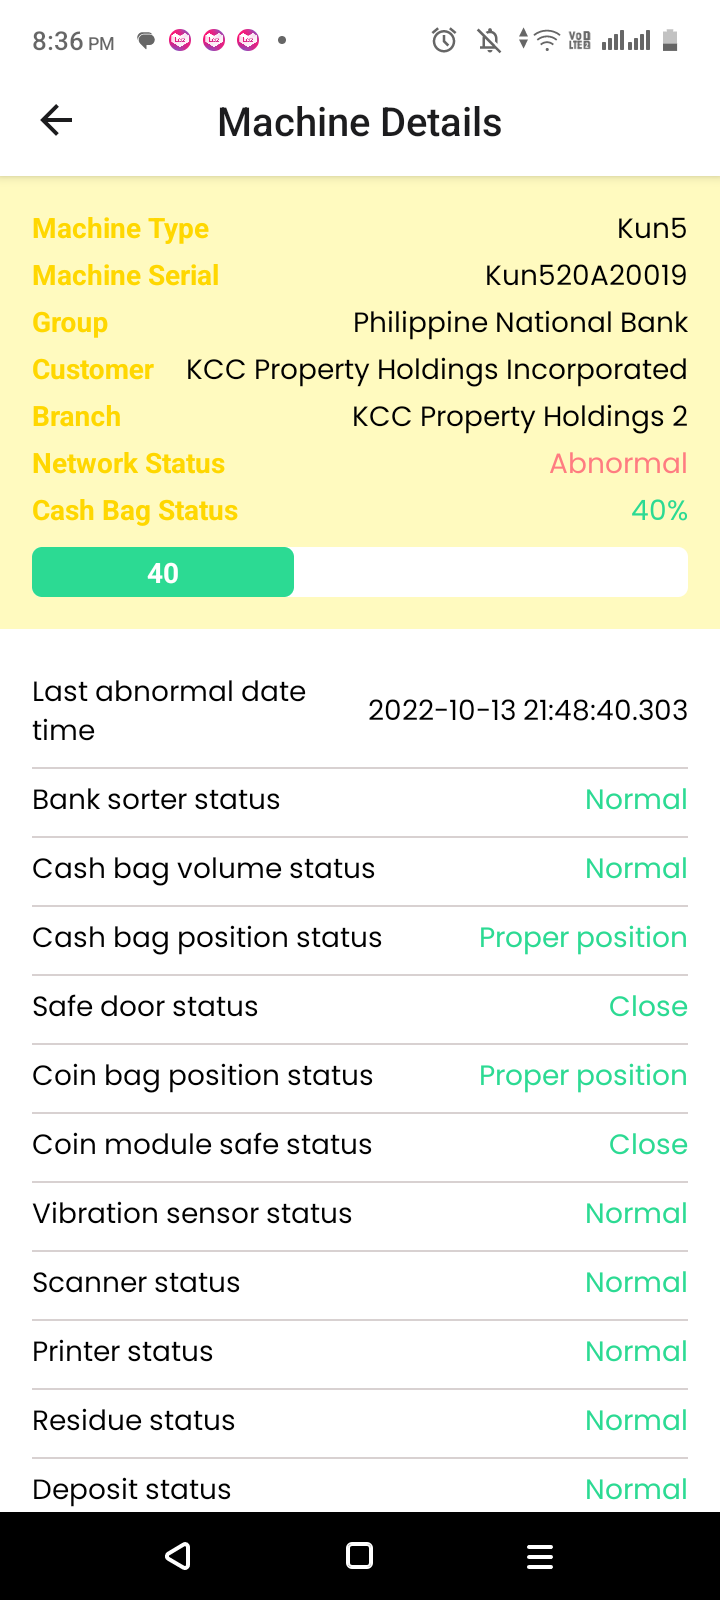 8:36 PM
Machine Details
Machine Type Kun5
Machine Serial Kun520A20019
Group Philippine National Bank
Customer KCC Property Holdings Incorporated
Branch KCC Property Holdings 2
Network Status Abnormal
Cash Bag Status 40%
40
Last abnormal date
time 2022-10-13 21:48:40.303
Bank sorter status Normal
Cash bag volume status Normal
Cash bag position status Proper position
Safe door status Close
Coin bag position status Proper position
Coin module safe status Close
Vibration sensor status Normal
Scanner status Normal
Printer status Normal
Residue status Normal
Deposit status Normal